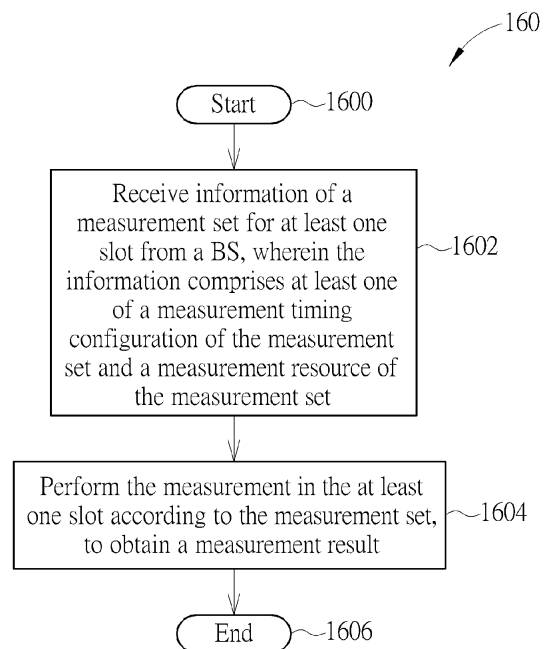 160
Start
1600
Receive information of a
measurement set for at least one
slot from a BS, wherein the
information comprises at least one
of a measurement timing
configuration of the measurement
set and a measurement resource of
the measurement set
1602
Perform the measurement in the at least
one slot according to the measurement set,
to obtain a measurement result
1604
End
1606